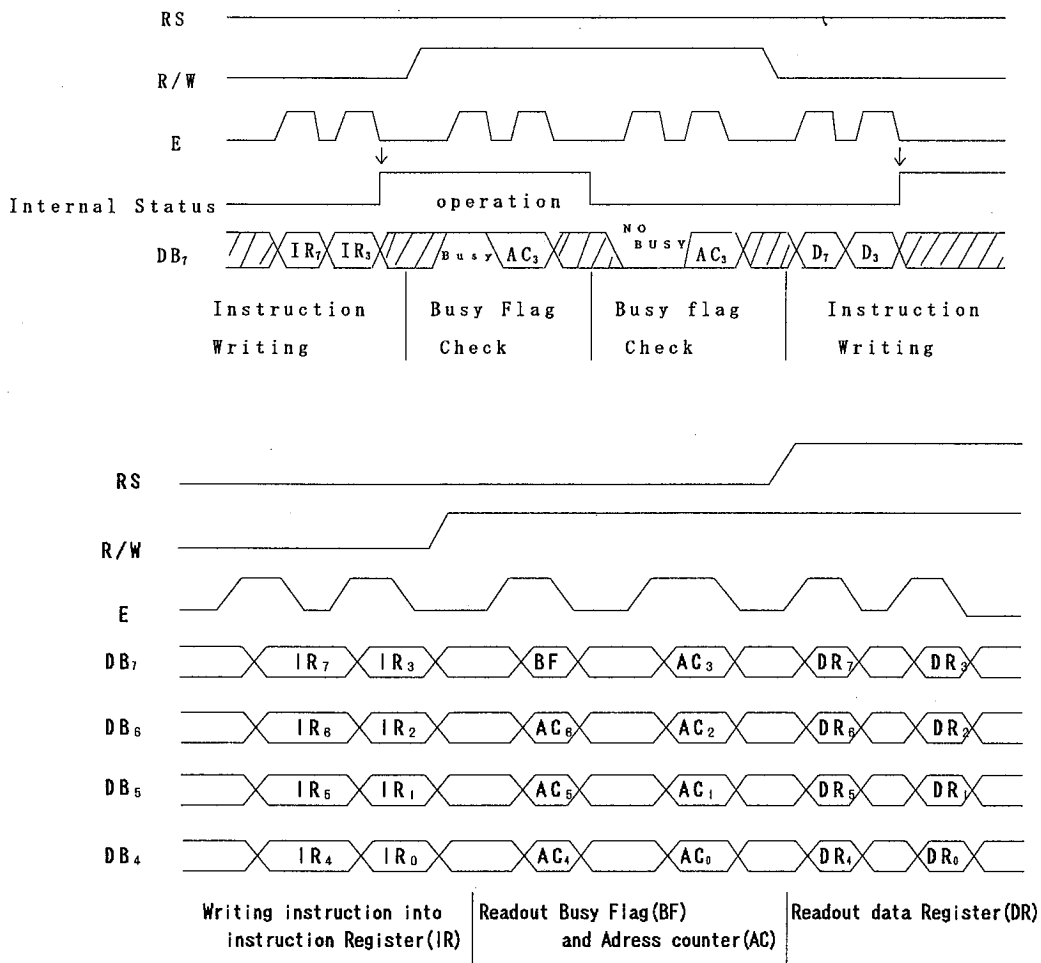 RS
R/W
E
Internal Status operation
DB₇ IR₇ IR₃ Busy AC₃ NO BUSY AC₃ D₇ D₃
Instruction Busy Flag Busy flag Instruction
Writing Check Check Writing
RS
R/W
E
DB₇ IR₇ IR₃ BF AC₃ DR₇ DR₃
DB₆ IR₆ IR₂ AC₆ AC₂ DR₆ DR₂
DB₅ IR₅ IR₁ AC₅ AC₁ DR₅ DR₁
DB₄ IR₄ IR₀ AC₄ AC₀ DR₄ DR₀
Writing instruction into Readout Busy Flag(BF) Readout data Register(DR)
instruction Register(IR) and Adress counter(AC)